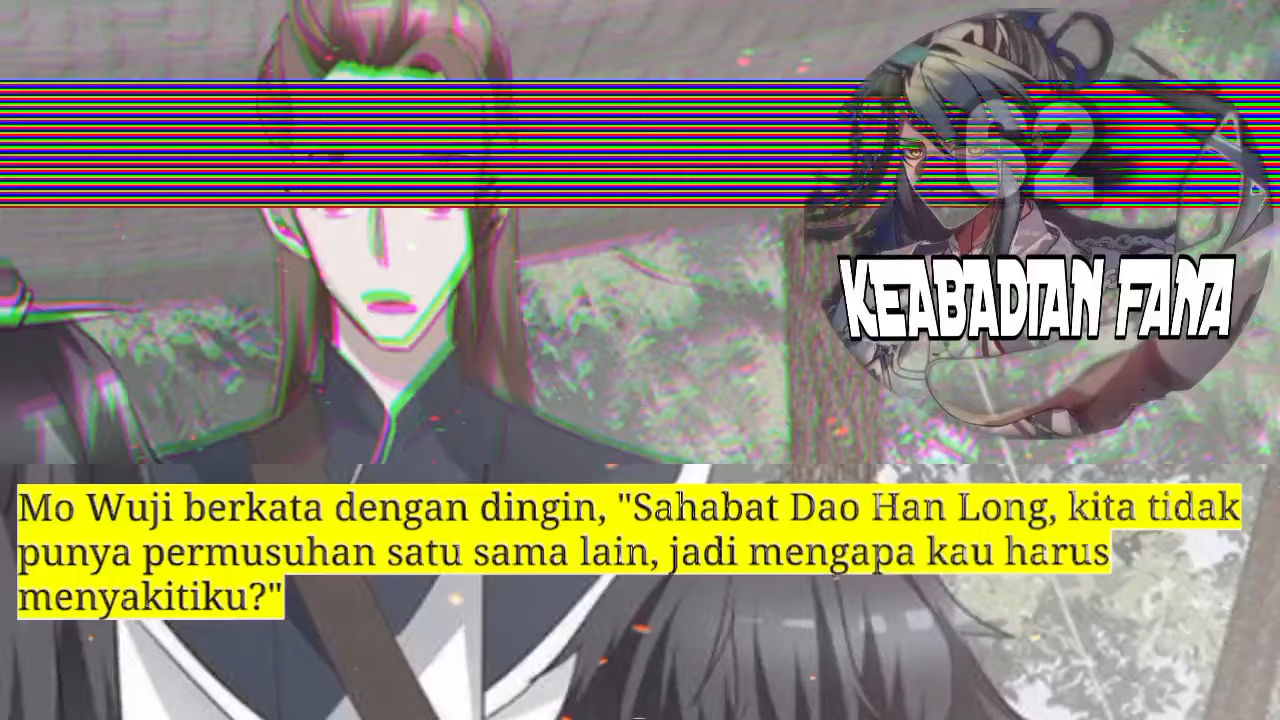 S2
KEABADIAN FANA
Mo Wuji berkata dengan dingin, "Sahabat Dao Han Long, kita tidak
punya permusuhan satu sama lain, jadi mengapa kau harus
menyakitiku?"